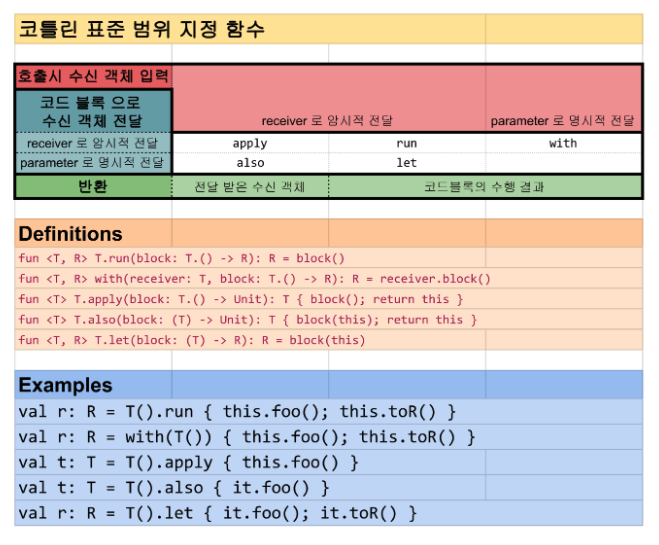 코틀린 표준 범위 지정 함수
호출시 수신 객체 입력
코드 블록 으로
수신 객체 전달
receiver 로 암시적 전달
parameter 로 명시적 전달
receiver 로 암시적 전달
apply
run
with
parameter 로 명시적 전달
also
let
반환
전달 받은 수신 객체
코드블록의 수행 결과
Definitions
fun <T, R> T.run(block: T.() -> R): R = block()
fun <T, R> with(receiver: T, block: T.() -> R): R = receiver.block()
fun <T> T.apply(block: T.() -> Unit): T { block(); return this }
fun <T> T.also(block: (T) -> Unit): T { block(this); return this }
fun <T, R> T.let(block: (T) -> R): R = block(this)
Examples
val r: R = T().run { this.foo(); this.toR() }
val r: R = with(T()) { this.foo(); this.toR() }
val t: T = T().apply { this.foo() }
val t: T = T().also { it.foo() }
val r: R = T().let { it.foo(); it.toR() }